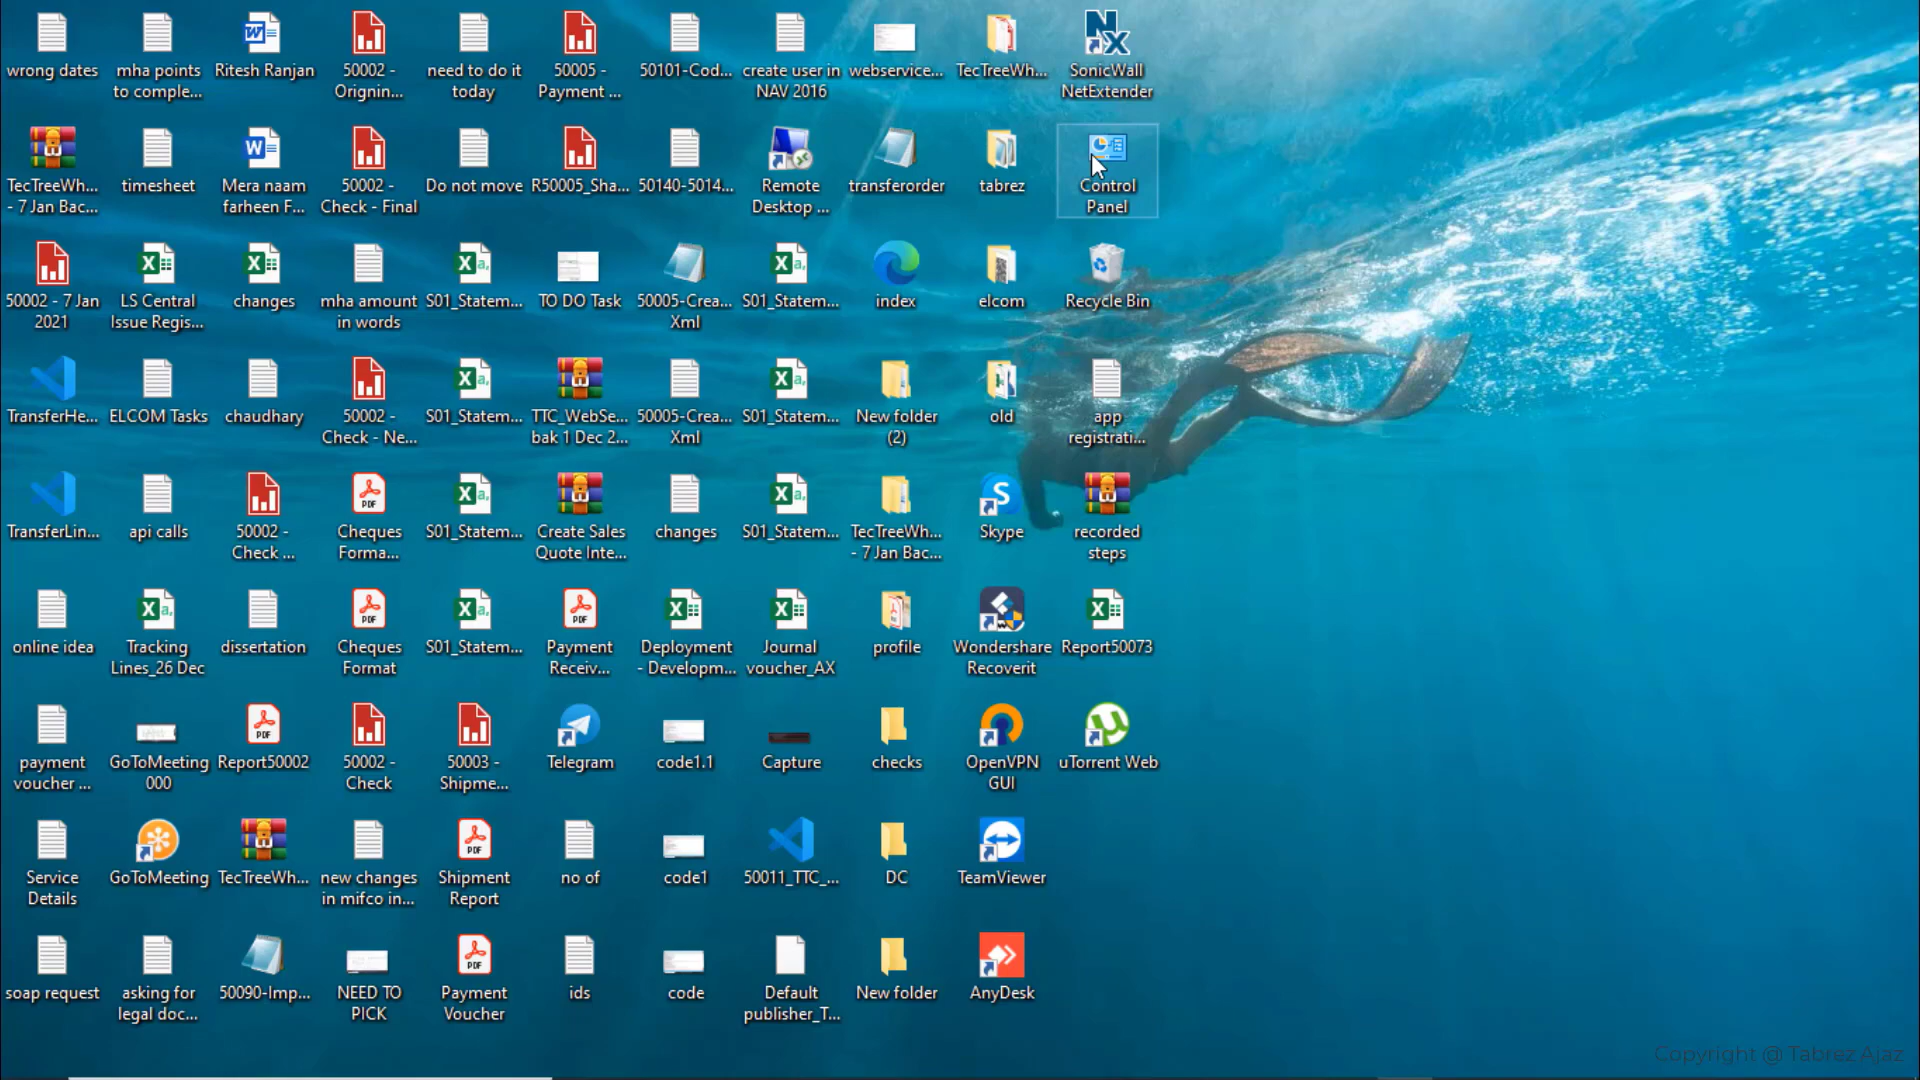 wrong dates
mha points
to comple...
Ritesh Ranjan
50002 -
Orignin...
need to do it
today
50005 -
Payment ...
50101-Cod...
create user in
NAV 2016
webservice...
TecTreeWh...
SonicWall
NetExtender
TecTreeWh...
- 7 Jan Bac...
timesheet
Mera naam
farheen F...
50002 -
Check - Final
Do not move
R50005_Sha...
50140-5014...
Remote
Desktop ...
transferorder
tabrez
Control
Panel
50002 - 7 Jan
2021
LS Central
Issue Regis...
changes
mha amount
in words
S01_Statem...
TO DO Task
50005-Crea...
Xml
S01_Statem...
index
elcom
Recycle Bin
TransferHe...
ELCOM Tasks
chaudhary
50002 -
Check - Ne...
S01_Statem...
TTC_WebSe...
bak 1 Dec 2...
50005-Crea...
Xml
S01_Statem...
New folder
(2)
old
app
registrati...
TransferLin...
api calls
50002 -
Check ...
Cheques
Forma...
S01_Statem...
Create Sales
Quote Inte...
changes
S01_Statem...
TecTreeWh...
- 7 Jan Bac...
Skype
recorded
steps
online idea
Tracking
Lines_26 Dec
dissertation
Cheques
Format
S01_Statem...
Payment
Receiv...
Deployment
- Developm...
Journal
voucher_AX
profile
Wondershare
Recoverit
Report50073
payment
voucher ...
GoToMeeting
000
Report50002
50002 -
Check
50003 -
Shipme...
Telegram
code1.1
Capture
checks
OpenVPN
GUI
uTorrent Web
Service
Details
GoToMeeting
TecTreeWh...
new changes
in mifco in...
Shipment
Report
no of
code1
50011_TTC_...
DC
TeamViewer
soap request
asking for
legal doc...
50090-Imp...
NEED TO
PICK
Payment
Voucher
ids
code
Default
publisher_T...
New folder
AnyDesk
Copyright @ Tabrez Ajaz